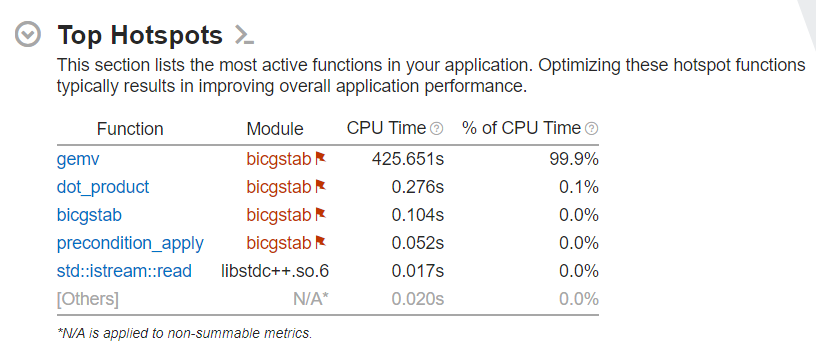 Top Hotspots
This section lists the most active functions in your application. Optimizing these hotspot functions
typically results in improving overall application performance.
Function Module CPU Time ? % of CPU Time ?
gemv bicgstab 425.651s 99.9%
dot_product bicgstab 0.276s 0.1%
bicgstab bicgstab 0.104s 0.0%
precondition_apply bicgstab 0.052s 0.0%
std::istream::read libstdc++.so.6 0.017s 0.0%
[Others] N/A* 0.020s 0.0%
*N/A is applied to non-summable metrics.